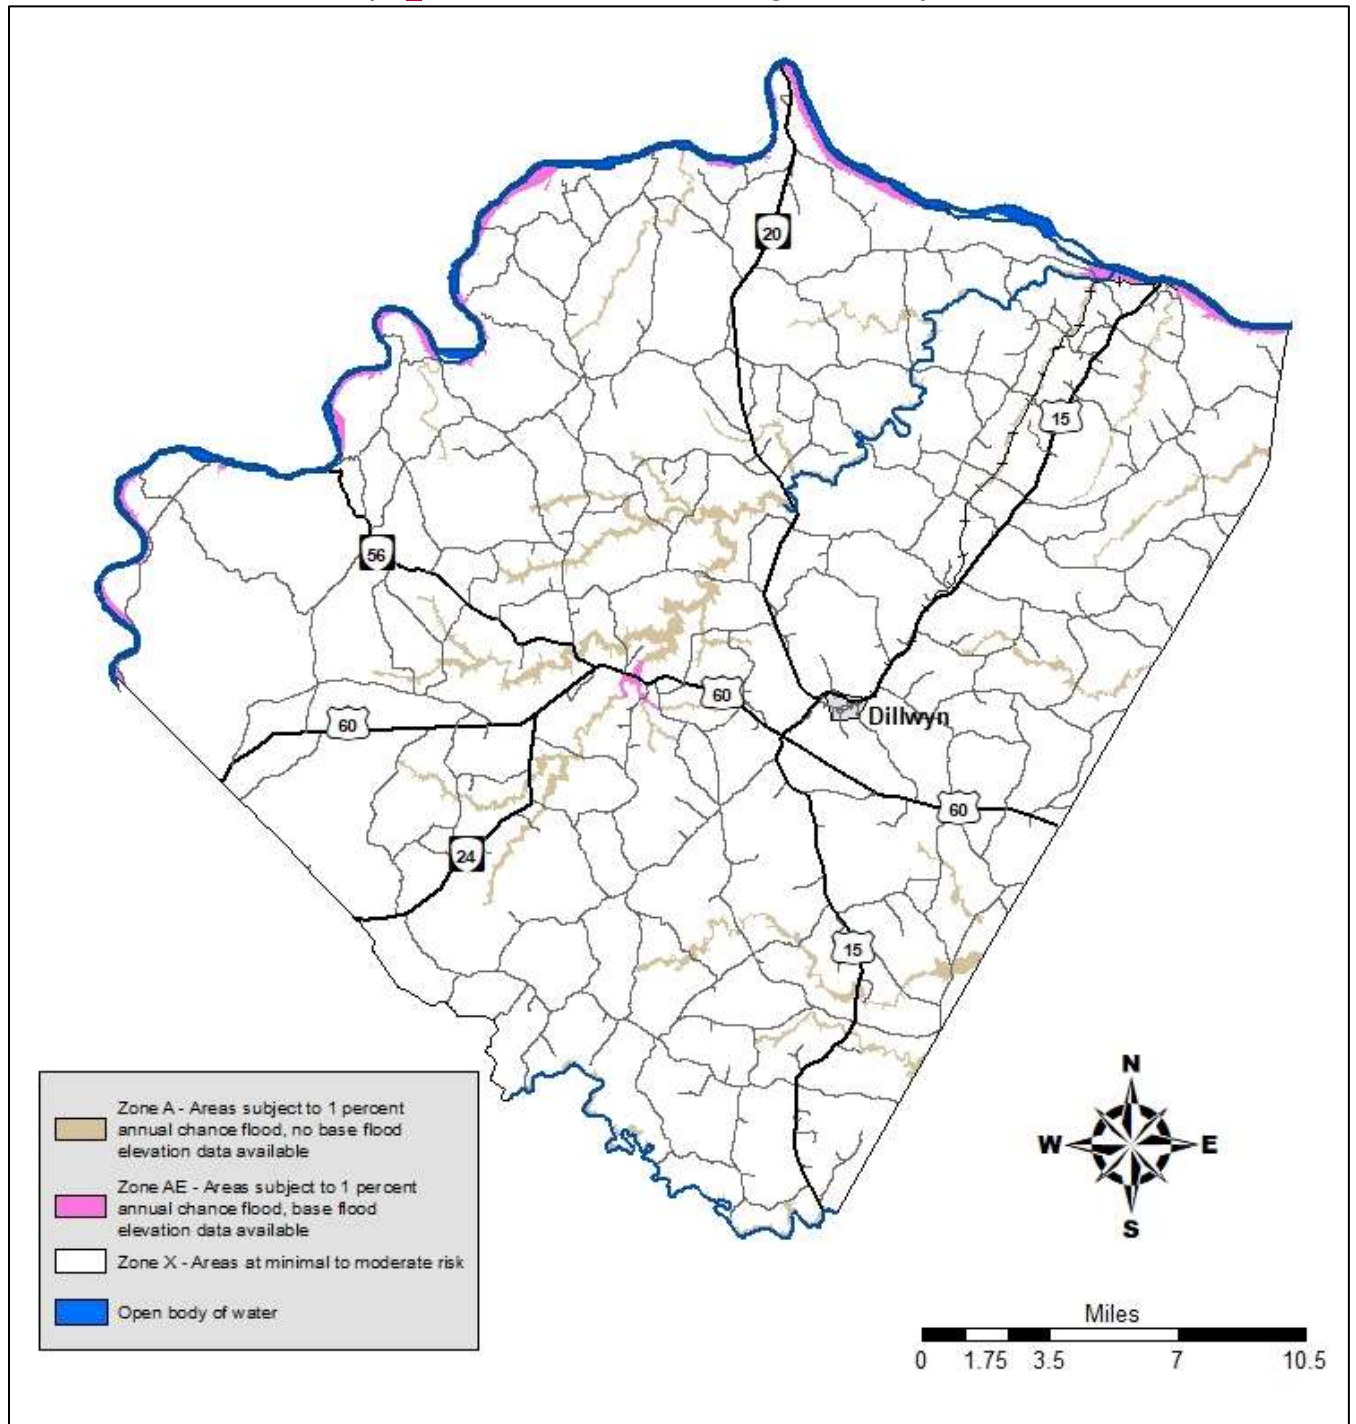 20
15
56
60
60
Dillwyn
60
24
15
Zone A - Areas subject to 1 percent
annual chance flood, no base flood
elevation data available
Zone AE - Areas subject to 1 percent
annual chance flood, base flood
elevation data available
Zone X - Areas at minimal to moderate risk
Open body of water
N
W
E
S
Miles
0 1.75 3.5 7 10.5